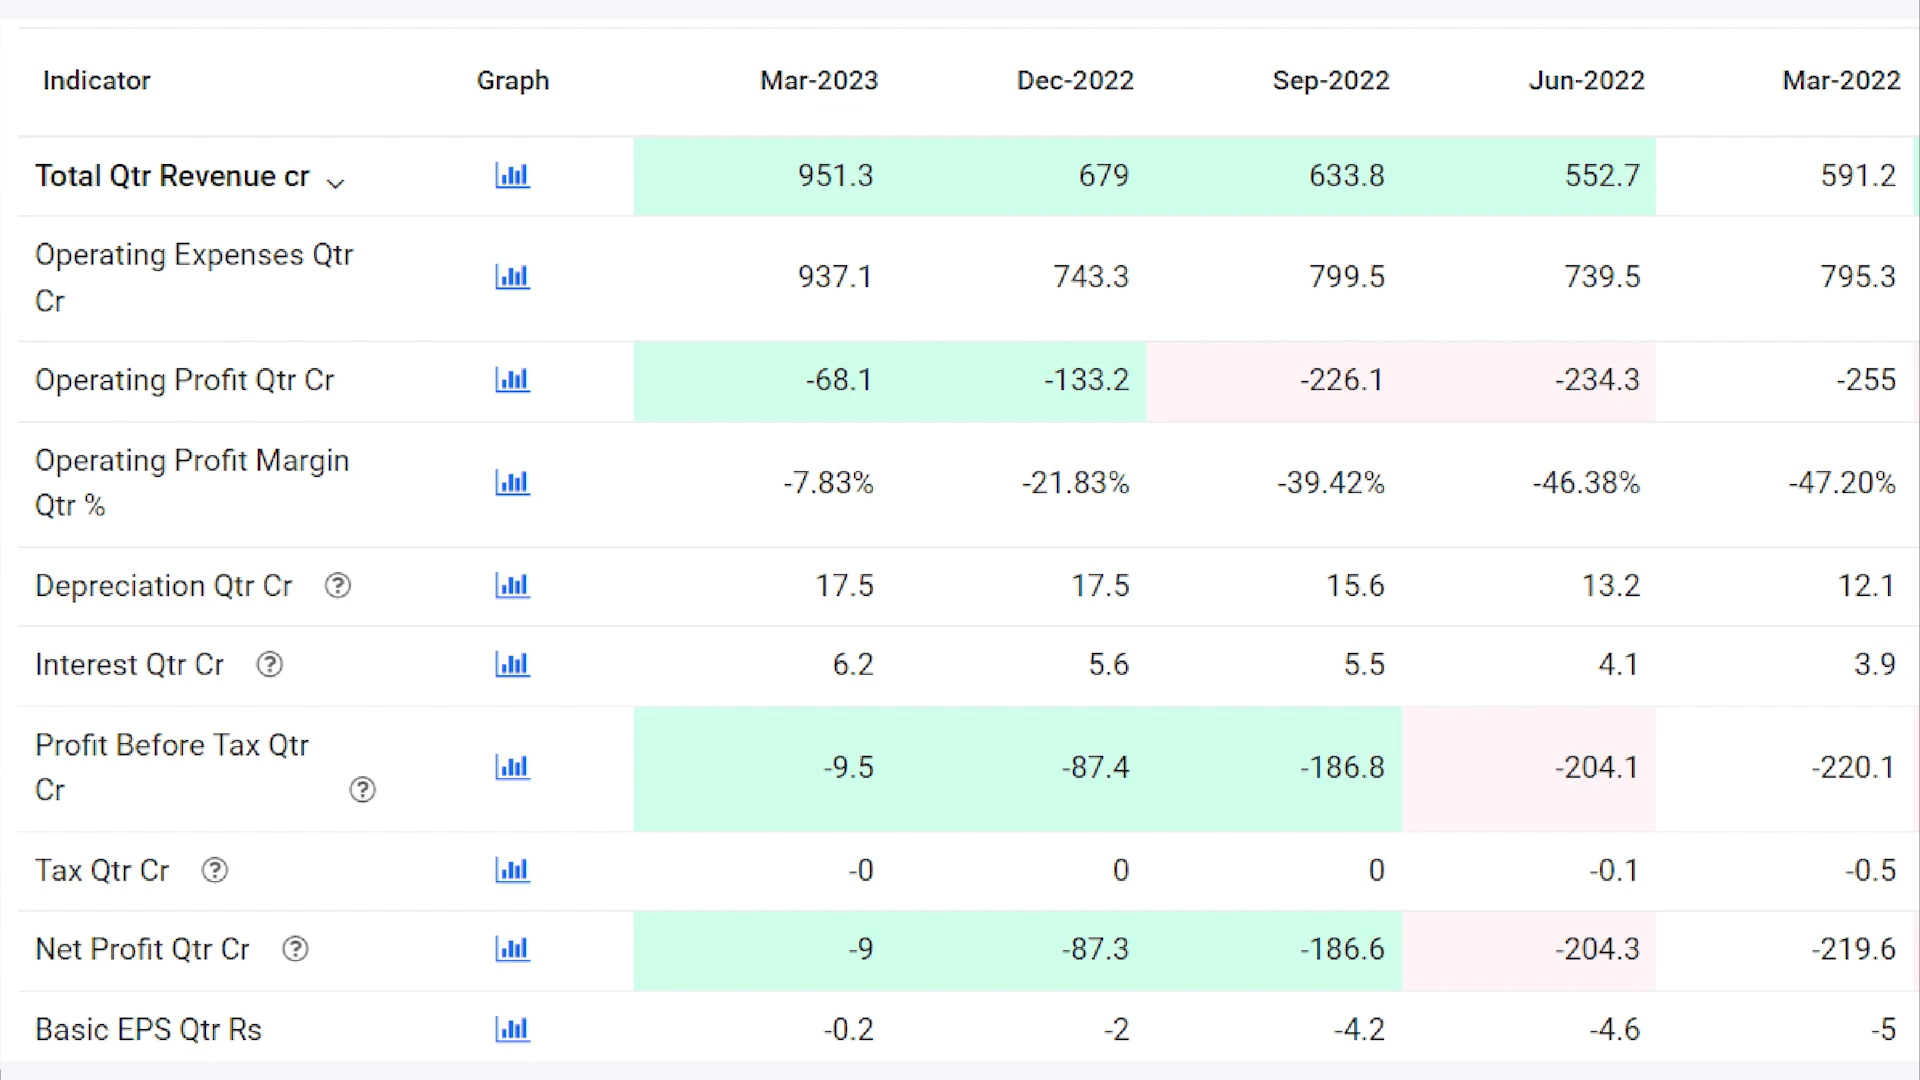 Indicator Graph Mar-2023 Dec-2022 Sep-2022 Jun-2022 Mar-2022
Total Qtr Revenue cr 951.3 679 633.8 552.7 591.2
Operating Expenses Qtr
Cr 937.1 743.3 799.5 739.5 795.3
Operating Profit Qtr Cr -68.1 -133.2 -226.1 -234.3 -255
Operating Profit Margin
Qtr % -7.83% -21.83% -39.42% -46.38% -47.20%
Depreciation Qtr Cr ? 17.5 17.5 15.6 13.2 12.1
Interest Qtr Cr ? 6.2 5.6 5.5 4.1 3.9
Profit Before Tax Qtr
Cr ? -9.5 -87.4 -186.8 -204.1 -220.1
Tax Qtr Cr ? -0 0 0 -0.1 -0.5
Net Profit Qtr Cr ? -9 -87.3 -186.6 -204.3 -219.6
Basic EPS Qtr Rs -0.2 -2 -4.2 -4.6 -5